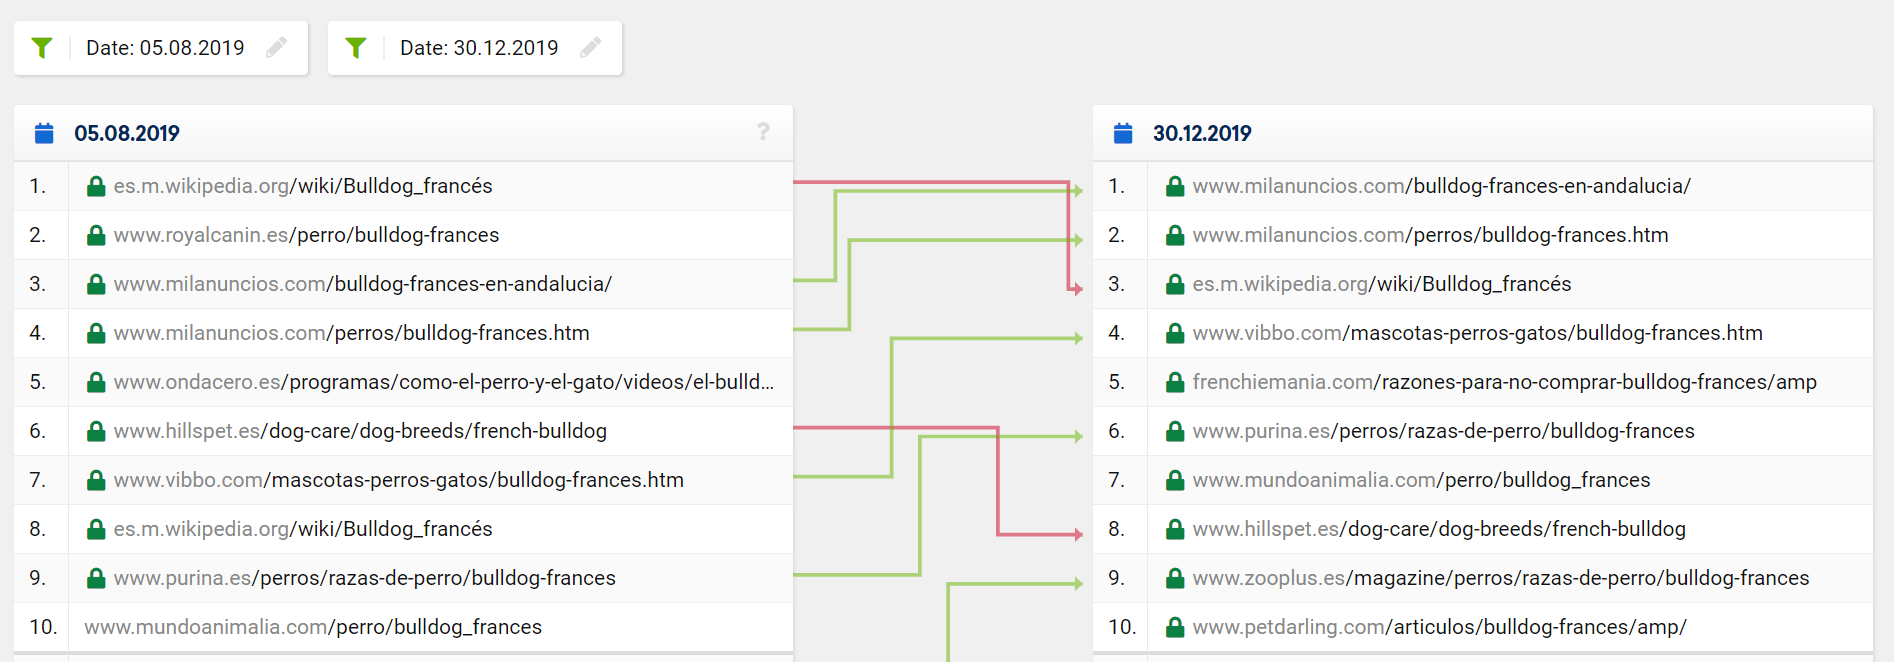 Date: 05.08.2019
Date: 30.12.2019
05.08.2019 ?
1. es.m.wikipedia.org/wiki/Bulldog_francés
2. www.royalcanin.es/perro/bulldog-frances
3. www.milanuncios.com/bulldog-frances-en-andalucia/
4. www.milanuncios.com/perros/bulldog-frances.htm
5. www.ondacero.es/programas/como-el-perro-y-el-gato/videos/el-bulld...
6. www.hillspet.es/dog-care/dog-breeds/french-bulldog
7. www.vibbo.com/mascotas-perros-gatos/bulldog-frances.htm
8. es.m.wikipedia.org/wiki/Bulldog_francés
9. www.purina.es/perros/razas-de-perro/bulldog-frances
10. www.mundoanimalia.com/perro/bulldog_frances
30.12.2019
1. www.milanuncios.com/bulldog-frances-en-andalucia/
2. www.milanuncios.com/perros/bulldog-frances.htm
3. es.m.wikipedia.org/wiki/Bulldog_francés
4. www.vibbo.com/mascotas-perros-gatos/bulldog-frances.htm
5. frenchiemania.com/razones-para-no-comprar-bulldog-frances/amp
6. www.purina.es/perros/razas-de-perro/bulldog-frances
7. www.mundoanimalia.com/perro/bulldog_frances
8. www.hillspet.es/dog-care/dog-breeds/french-bulldog
9. www.zooplus.es/magazine/perros/razas-de-perro/bulldog-frances
10. www.petdarling.com/articulos/bulldog-frances/amp/